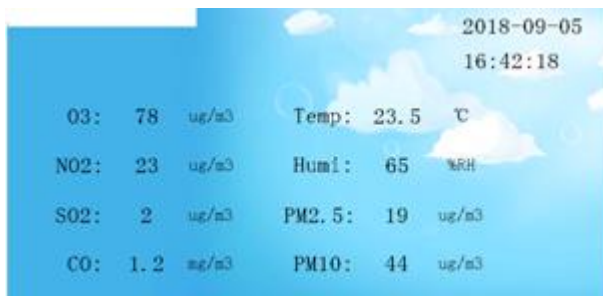 2018-09-05
16:42:18
O3: 78 ug/m3 Temp: 23.5 ℃
NO2: 23 ug/m3 Humi: 65 %RH
SO2: 2 ug/m3 PM2.5: 19 ug/m3
CO: 1.2 mg/m3 PM10: 44 ug/m3